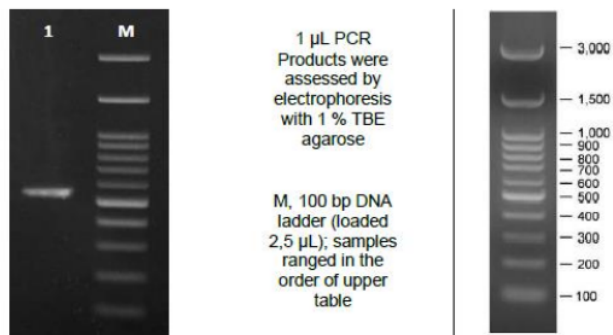 1 M
1 µL PCR
Products were
assessed by
electrophoresis
with 1 % TBE
agarose
M, 100 bp DNA
ladder (loaded
2,5 µL); samples
ranged in the
order of upper
table
3,000
1,500
1,000
900
800
700
600
500
400
300
200
100